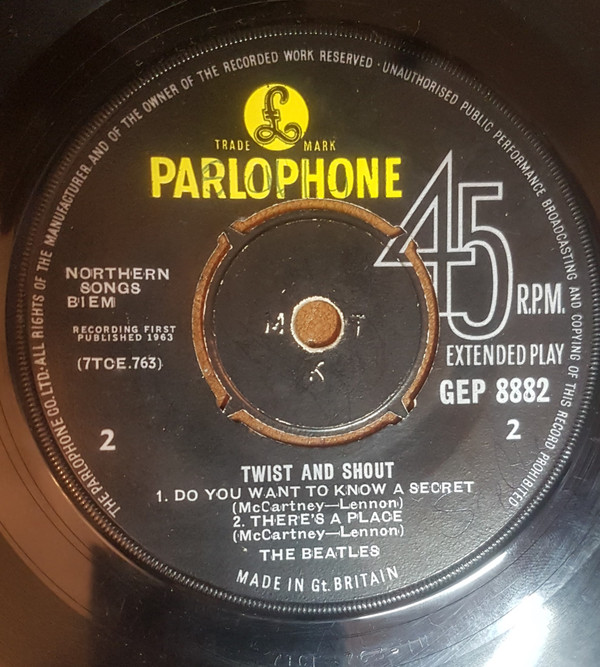 THE PARLOPHONE CO. LTD. · ALL RIGHTS OF THE MANUFACTURER AND OF THE OWNER OF THE RECORDED WORK RESERVED · UNAUTHORISED PUBLIC PERFORMANCE BROADCASTING AND COPYING OF THIS RECORD PROHIBITED
£
TRADE MARK
PARLOPHONE
45
R.P.M.
EXTENDED PLAY
GEP 8882
2
NORTHERN
SONGS
BIEM
RECORDING FIRST
PUBLISHED 1963
(7TCE.763)
2
M T
K
TWIST AND SHOUT
1. DO YOU WANT TO KNOW A SECRET
(McCartney—Lennon)
2. THERE'S A PLACE
(McCartney—Lennon)
THE BEATLES
MADE IN Gt. BRITAIN